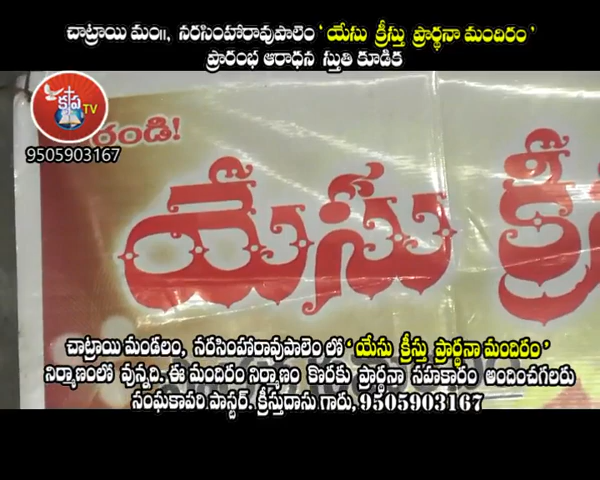 చాట్రాయి మం॥, నరసింహారావుపాలెం ' యేసు క్రీస్తు ప్రార్థనా మందిరం '
ప్రారంభ ఆరాధన స్తుతి కూడిక
కృప TV
రండి!
9505903167
యేసు క్రీ
చాట్రాయి మండలం, నరసింహారావుపాలెం లో ' యేసు క్రీస్తు ప్రార్థనా మందిరం '
నిర్మాణంలో వున్నది. ఈ మందిరం నిర్మాణం కొరకు ప్రార్థనా సహకారం అందించగలరు
సంఘకాపరి పాస్టర్. క్రీస్తుదాసు గారు, 9505903167